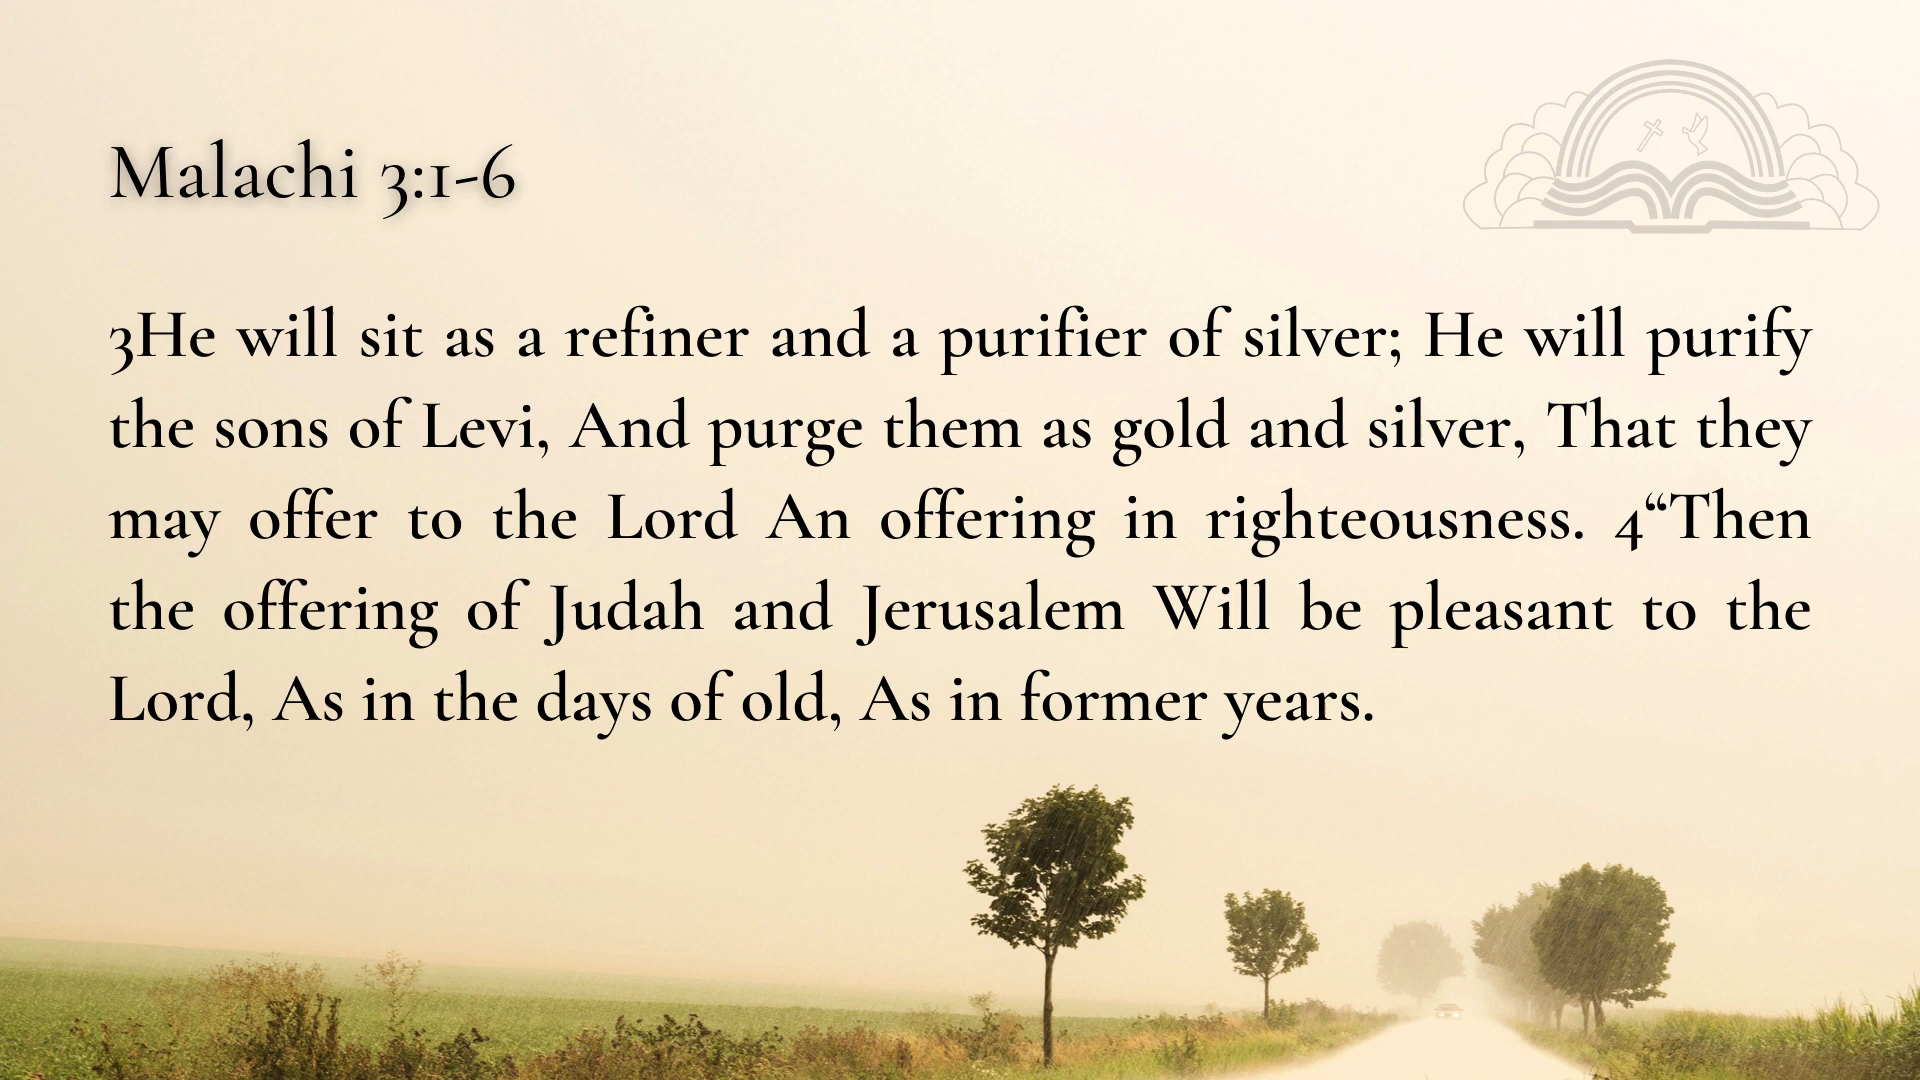 Malachi 3:1-6
3He will sit as a refiner and a purifier of silver; He will purify
the sons of Levi, And purge them as gold and silver, That they
may offer to the Lord An offering in righteousness. 4“Then
the offering of Judah and Jerusalem Will be pleasant to the
Lord, As in the days of old, As in former years.